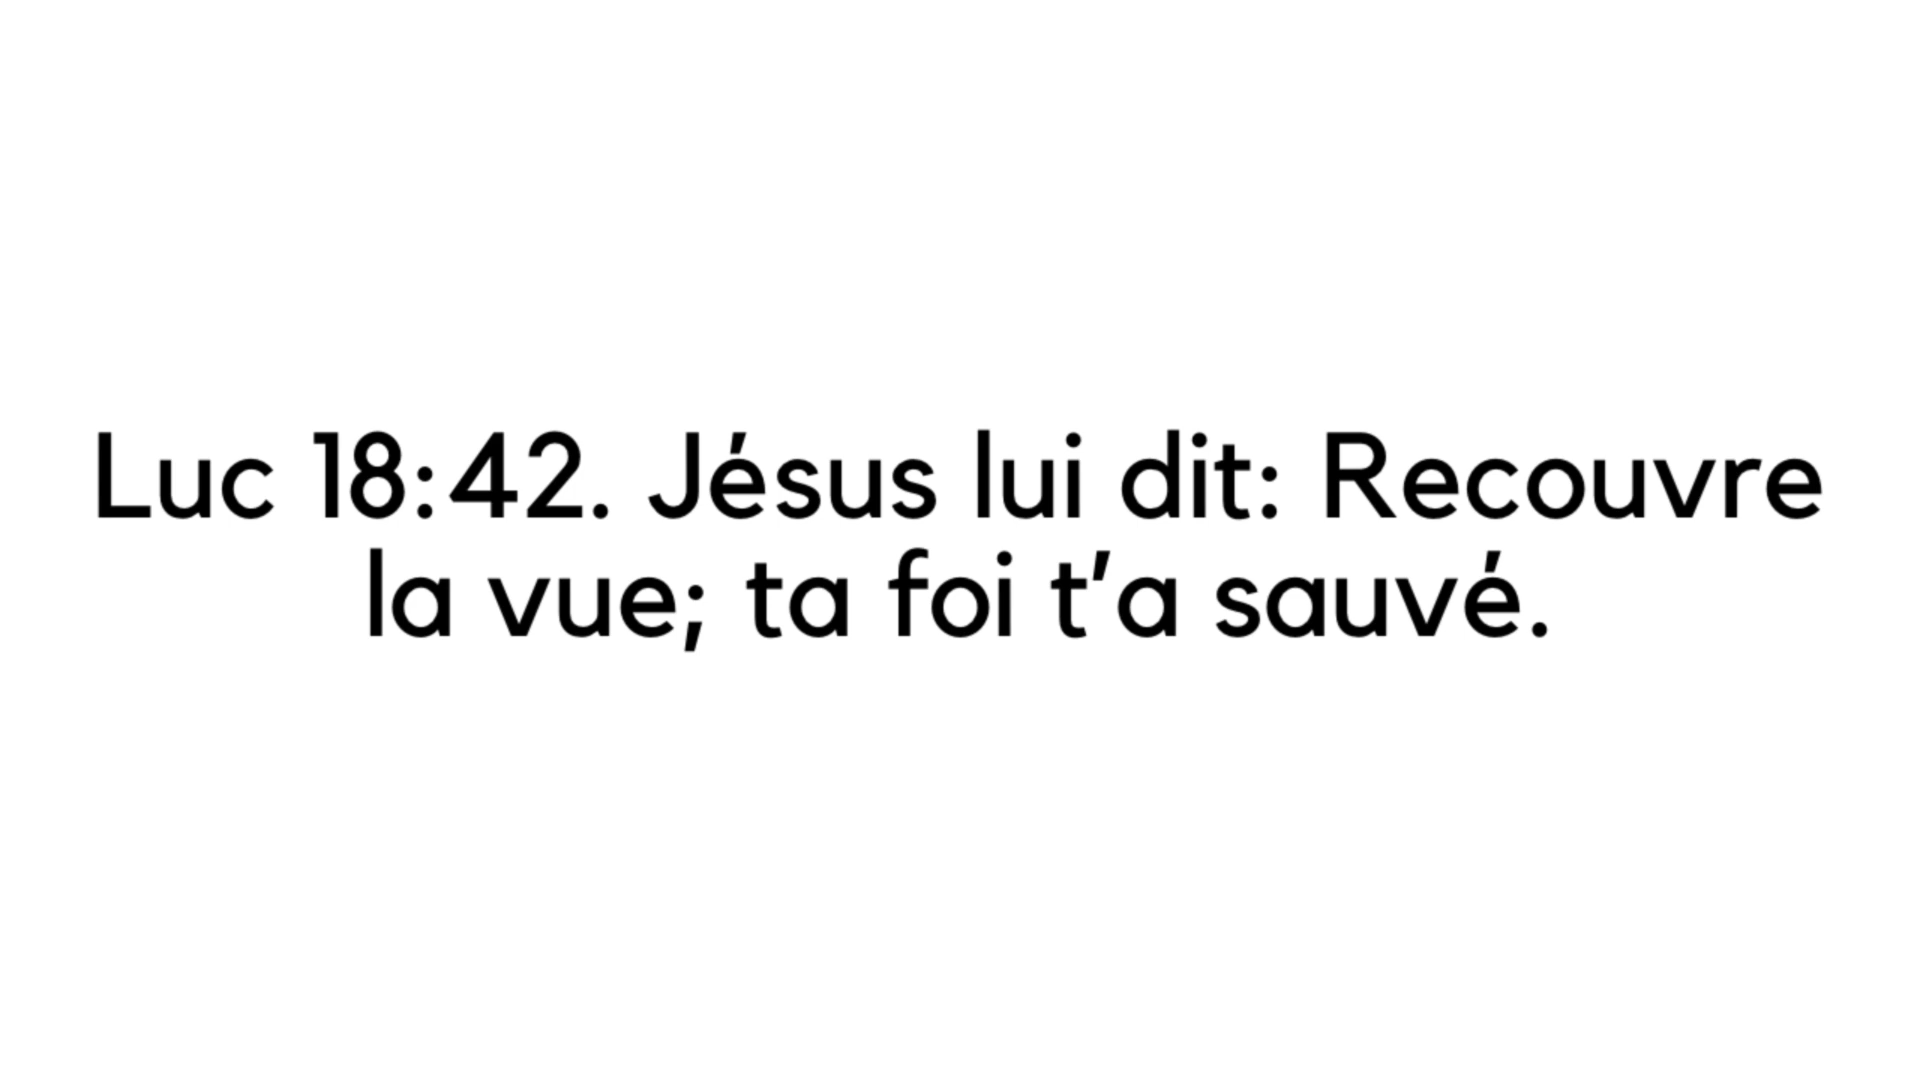 Luc 18:42. Jésus lui dit: Recouvre
la vue; ta foi t'a sauvé.